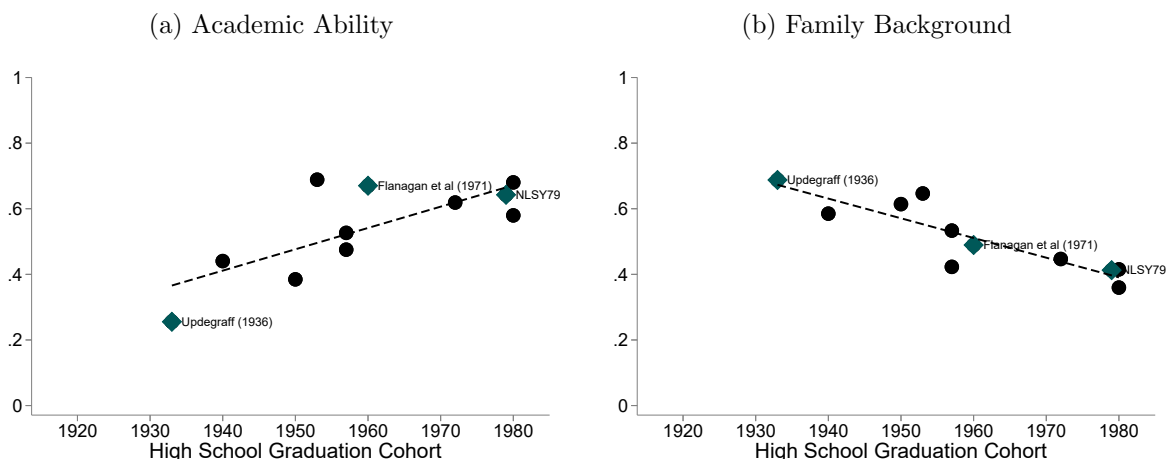 (a) Academic Ability
1
.8
.6
.4
.2
0
Flanagan et al (1971)
NLSY79
Updegraff (1936)
1920 1930 1940 1950 1960 1970 1980
High School Graduation Cohort
(b) Family Background
1
.8
.6
.4
.2
0
Updegraff (1936)
Flanagan et al (1971)
NLSY79
1920 1930 1940 1950 1960 1970 1980
High School Graduation Cohort